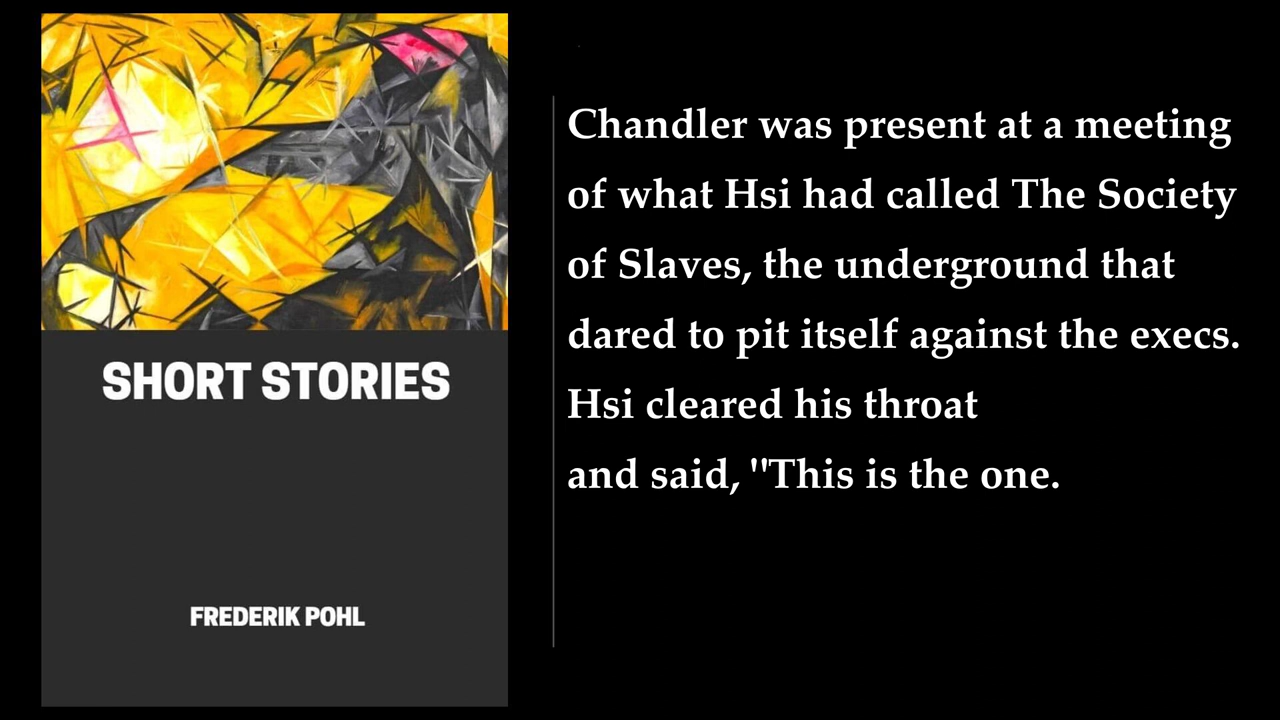 SHORT STORIES
FREDERIK POHL
Chandler was present at a meeting
of what Hsi had called The Society
of Slaves, the underground that
dared to pit itself against the execs.
Hsi cleared his throat
and said, "This is the one.